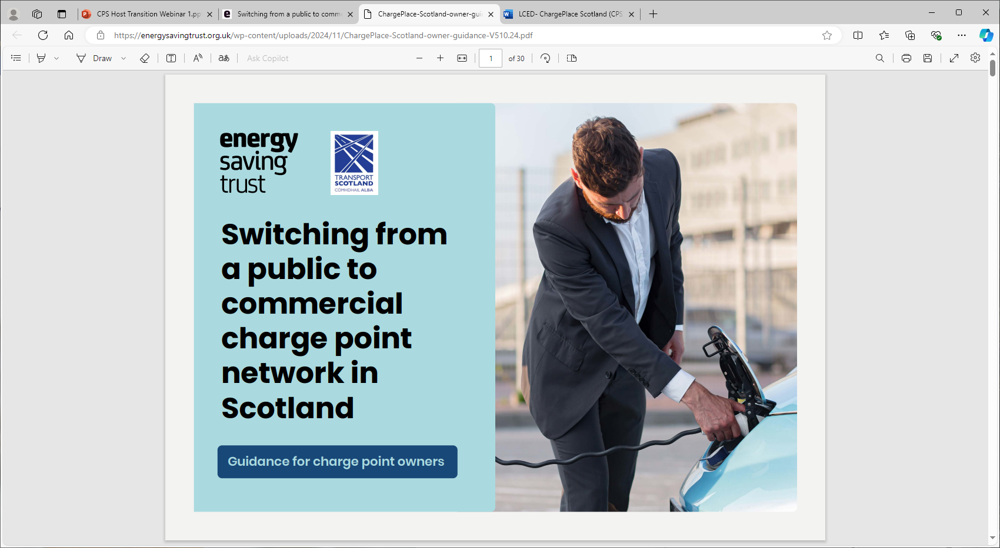 CPS Host Transition Webinar 1.pp
Switching from a public to comm
ChargePlace-Scotland-owner-gui
LCED- ChargePlace Scotland (CPS
https://energysavingtrust.org.uk/wp-content/uploads/2024/11/ChargePlace-Scotland-owner-guidance-V510.24.pdf
Draw
Ask Copilot
1 of 30
energy
saving
trust
TRANSPORT
SCOTLAND
CÒMHDHAIL ALBA
Switching from
a public to
commercial
charge point
network in
Scotland
Guidance for charge point owners